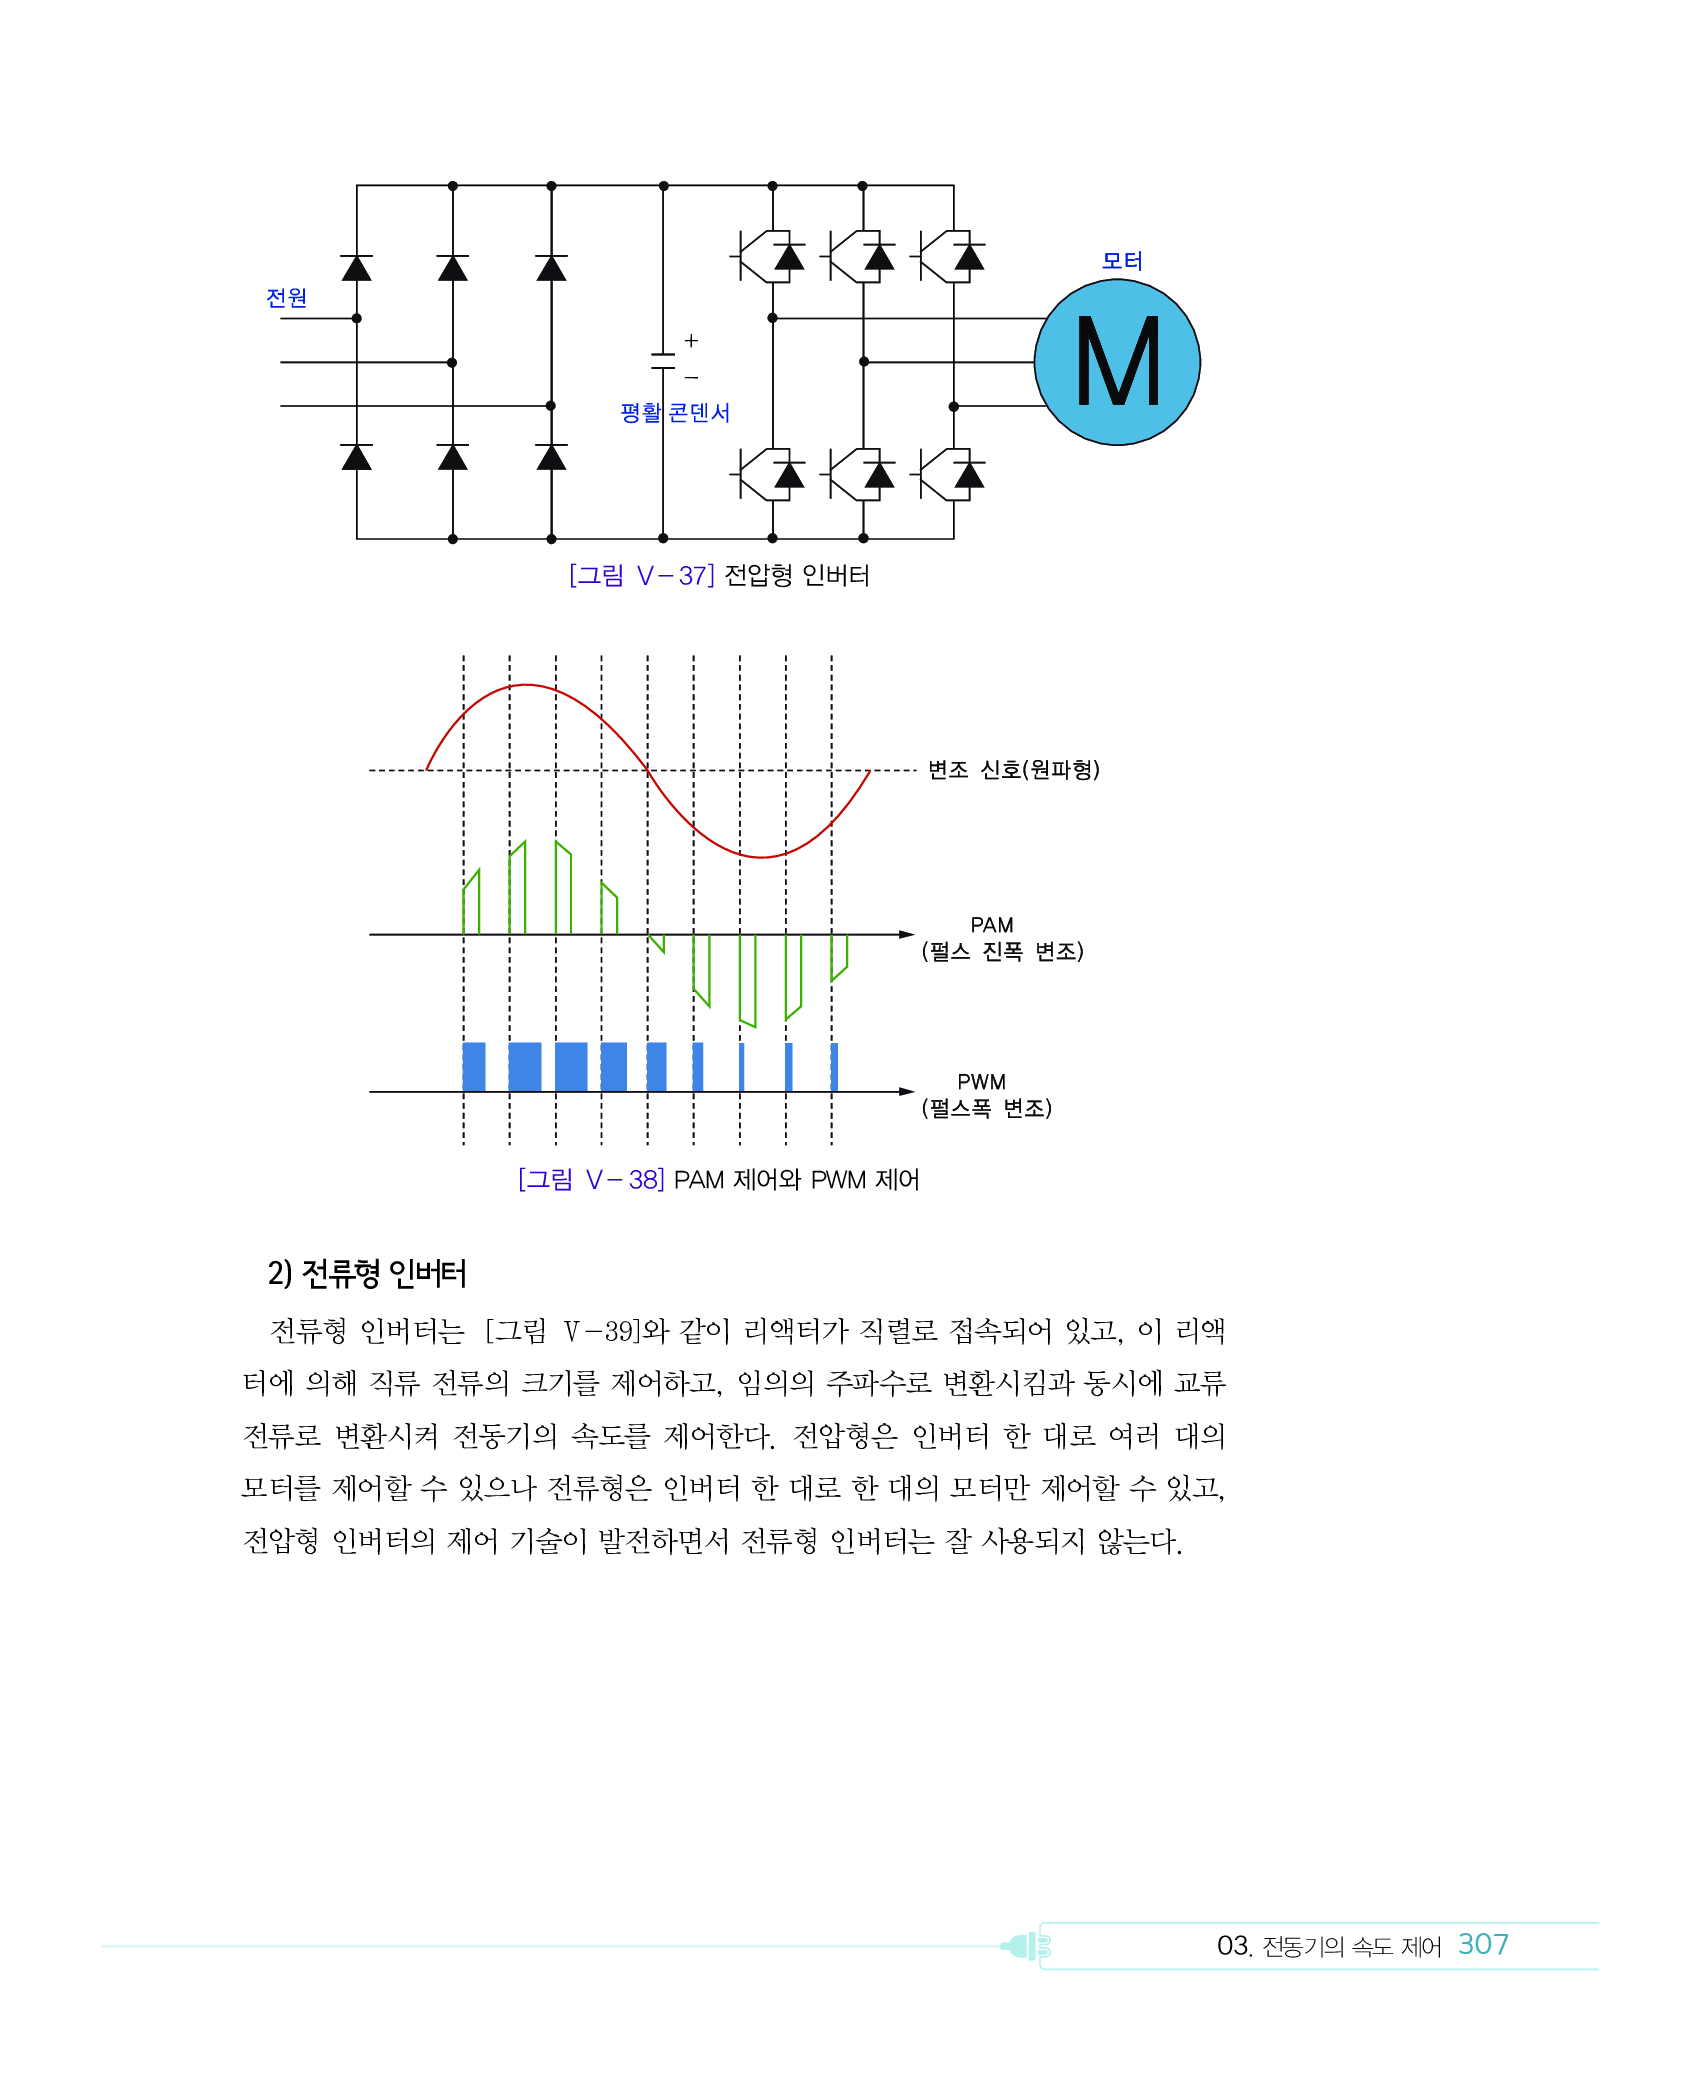 모터
전원
M
+
−
평활 콘덴서
[그림 V-37] 전압형 인버터
변조 신호(원파형)
PAM
(펄스 진폭 변조)
PWM
(펄스폭 변조)
[그림 V-38] PAM 제어와 PWM 제어
2) 전류형 인버터
전류형 인버터는 [그림 V-39]와 같이 리액터가 직렬로 접속되어 있고, 이 리액
터에 의해 직류 전류의 크기를 제어하고, 임의의 주파수로 변환시킴과 동시에 교류
전류로 변환시켜 전동기의 속도를 제어한다. 전압형은 인버터 한 대로 여러 대의
모터를 제어할 수 있으나 전류형은 인버터 한 대로 한 대의 모터만 제어할 수 있고,
전압형 인버터의 제어 기술이 발전하면서 전류형 인버터는 잘 사용되지 않는다.
03. 전동기의 속도 제어 307